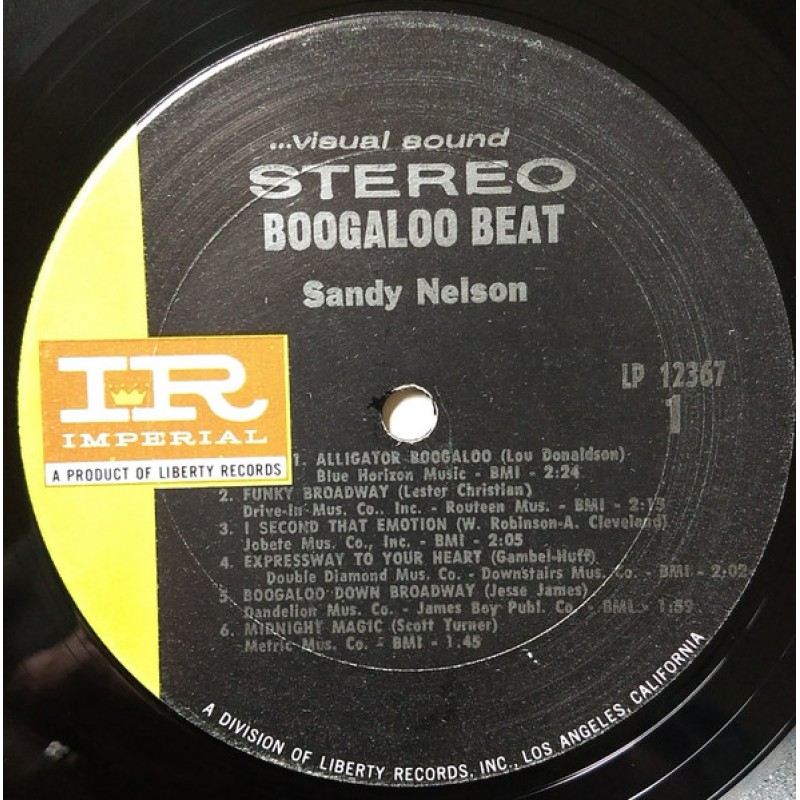 ...visual sound
STEREO
BOOGALOO BEAT
Sandy Nelson
IR
IMPERIAL
A PRODUCT OF LIBERTY RECORDS
LP 12367
1
1. ALLIGATOR BOOGALOO (Lou Donaldson)
Blue Horizon Music - BMI - 2:24
2. FUNKY BROADWAY (Lester Christian)
Drive-in Mus. Co., Inc. - Routeen Mus. - BMI - 2:15
3. I SECOND THAT EMOTION (W. Robinson-A. Cleveland)
Jobete Mus. Co., Inc. - BMI - 2:05
4. EXPRESSWAY TO YOUR HEART (Gambel-Huff)
Double Diamond Mus. Co. - Downstairs Mus. Co. - BMI - 2:02
5. BOOGALOO DOWN BROADWAY (Jesse James)
Dandelion Mus. Co. - James Boy Publ. Co. - BMI - 1:59
6. MIDNIGHT MAGIC (Scott Turner)
Metric Mus. Co. - BMI - 1:45
A DIVISION OF LIBERTY RECORDS, INC., LOS ANGELES, CALIFORNIA